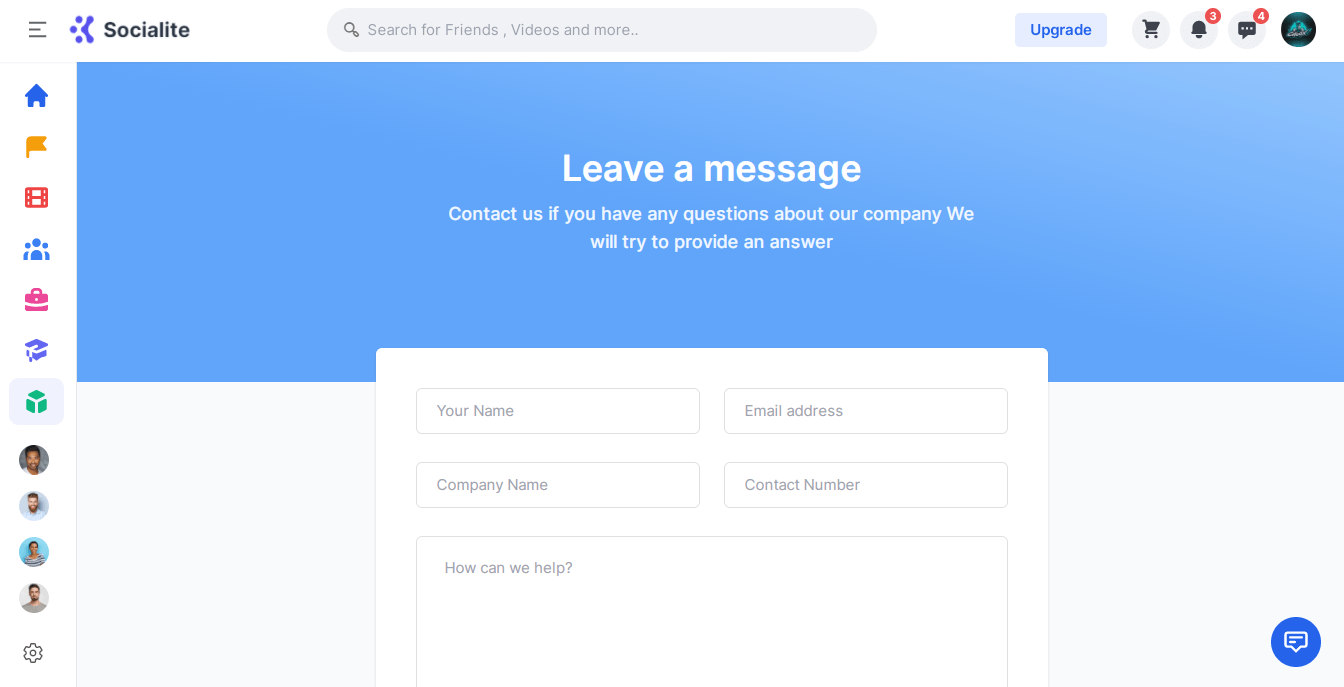 Socialite
Search for Friends , Videos and more..
Upgrade
3
4
Leave a message
Contact us if you have any questions about our company We
will try to provide an answer
Your Name
Email address
Company Name
Contact Number
How can we help?